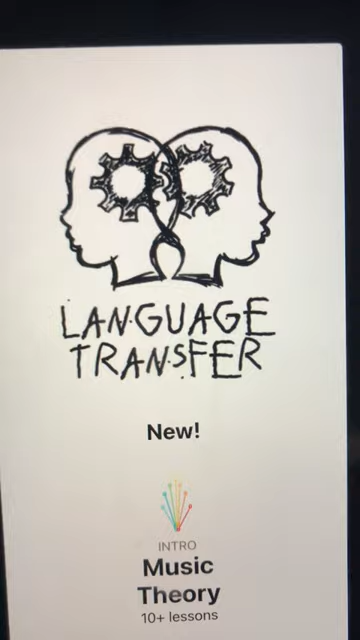 LANGUAGE
TRANSFER
New!
INTRO
Music
Theory
10+ lessons